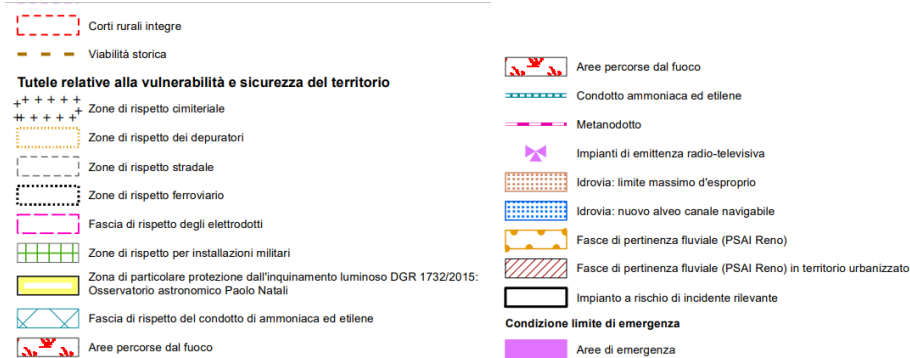 Corti rurali integre
Viabilità storica
Tutele relative alla vulnerabilità e sicurezza del territorio
Zone di rispetto cimiteriale
Zone di rispetto dei depuratori
Zone di rispetto stradale
Zone di rispetto ferroviario
Fascia di rispetto degli elettrodotti
Zone di rispetto per installazioni militari
Zona di particolare protezione dall'inquinamento luminoso DGR 1732/2015:
Osservatorio astronomico Paolo Natali
Fascia di rispetto del condotto di ammoniaca ed etilene
Aree percorse dal fuoco
Aree percorse dal fuoco
Condotto ammoniaca ed etilene
Metanodotto
Impianti di emittenza radio-televisiva
Idrovia: limite massimo d'esproprio
Idrovia: nuovo alveo canale navigabile
Fasce di pertinenza fluviale (PSAI Reno)
Fasce di pertinenza fluviale (PSAI Reno) in territorio urbanizzato
Impianto a rischio di incidente rilevante
Condizione limite di emergenza
Aree di emergenza